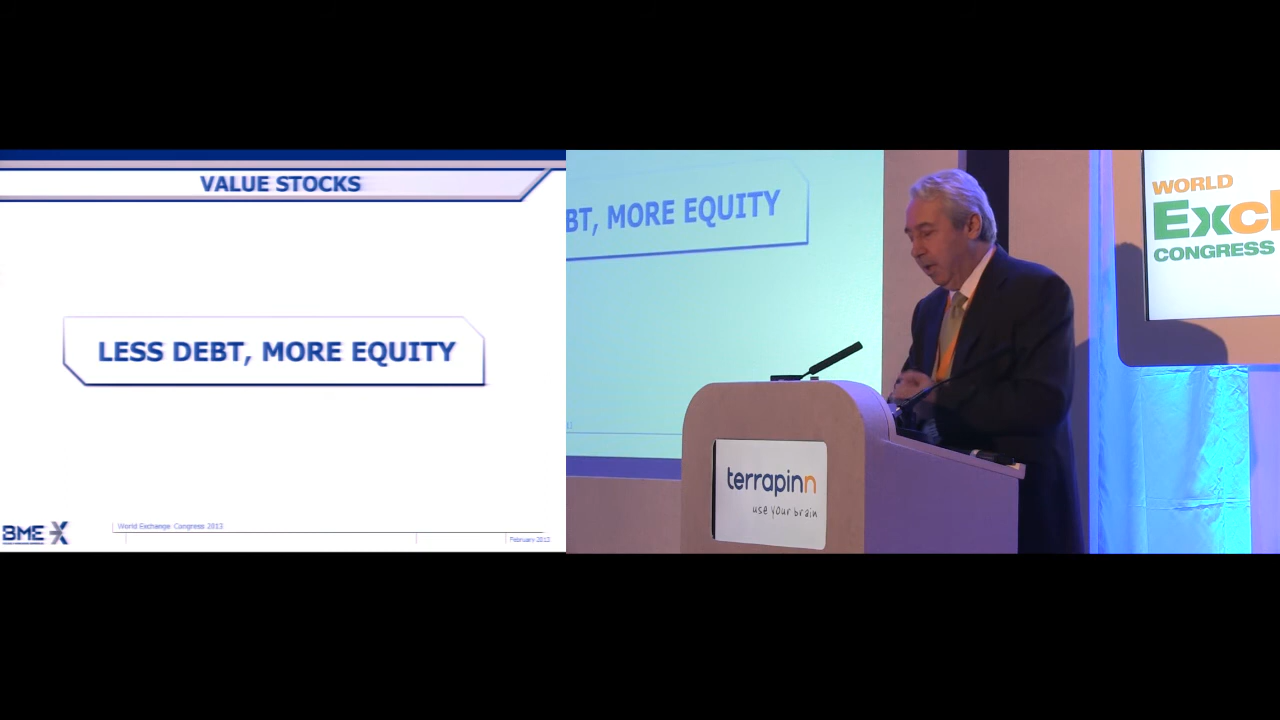 VALUE STOCKS
LESS DEBT, MORE EQUITY
BME X
World Exchange Congress 2013
February 2013
BT, MORE EQUITY
WORLD
Exc
CONGRESS
terrapinn
use your brain